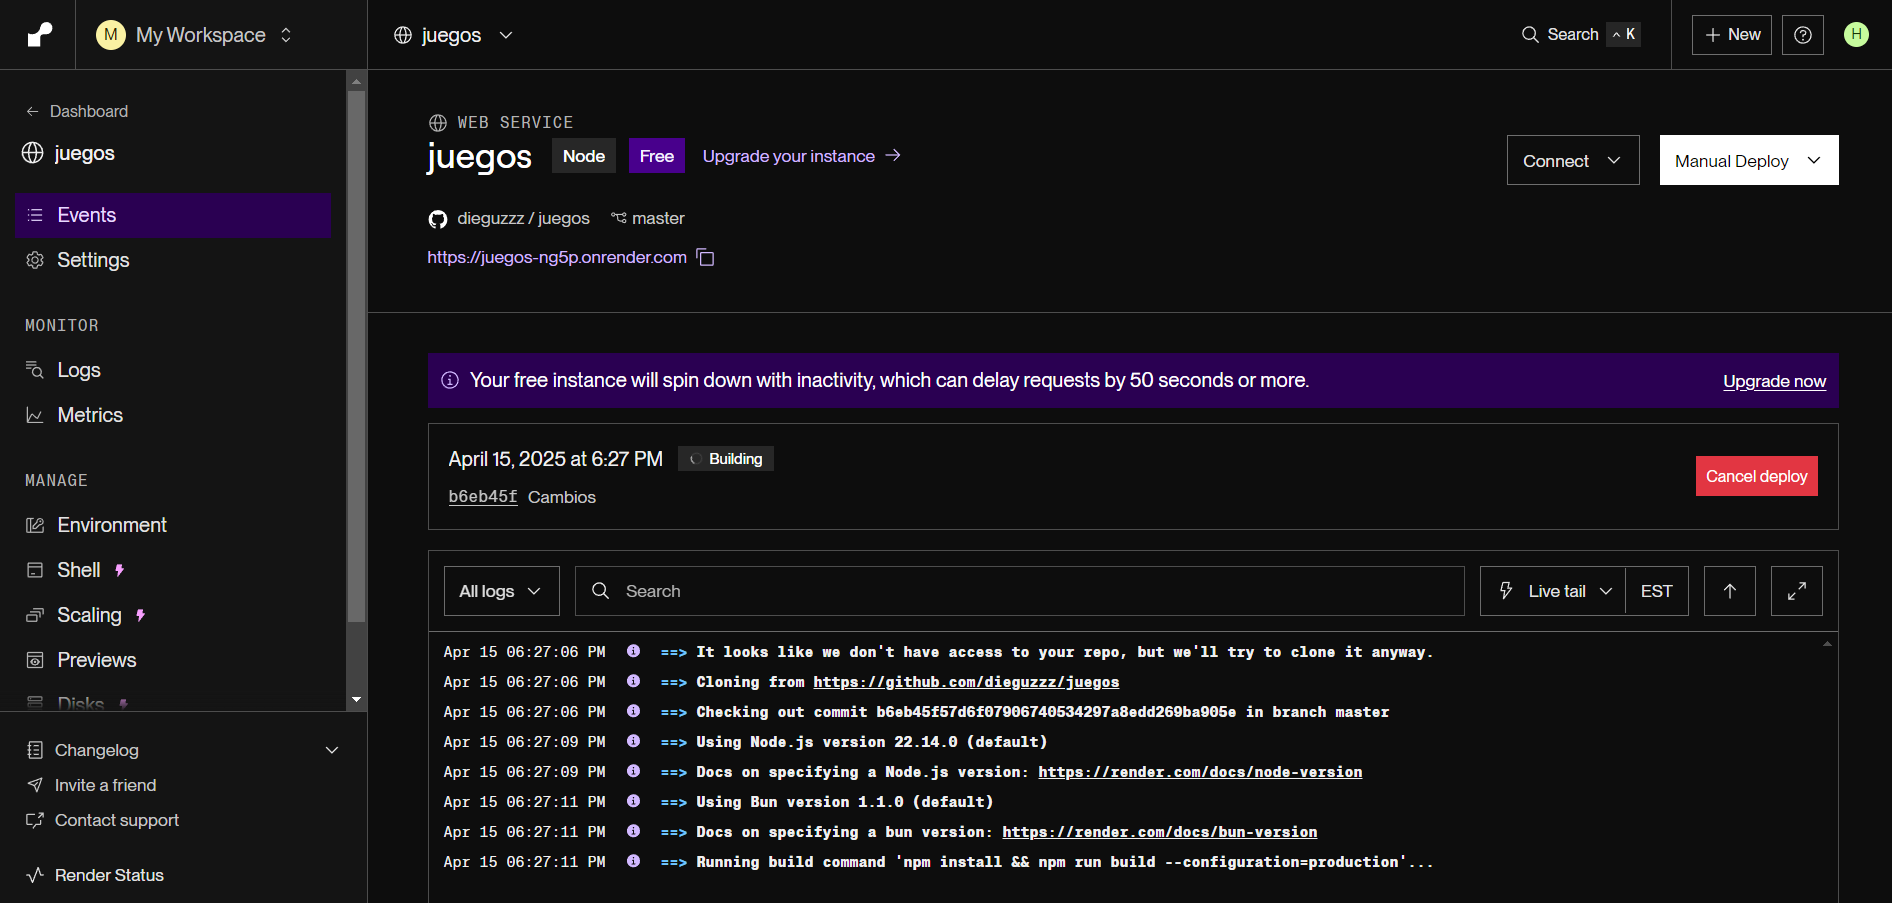 M My Workspace
juegos
Search ^ K
+ New
H
Dashboard
juegos
Events
Settings
MONITOR
Logs
Metrics
MANAGE
Environment
Shell
Scaling
Previews
Disks
Changelog
Invite a friend
Contact support
Render Status
WEB SERVICE
juegos Node Free Upgrade your instance →
Connect
Manual Deploy
dieguzzz / juegos master
https://juegos-ng5p.onrender.com
Your free instance will spin down with inactivity, which can delay requests by 50 seconds or more. Upgrade now
April 15, 2025 at 6:27 PM Building
b6eb45f Cambios
Cancel deploy
All logs Search Live tail EST
Apr 15 06:27:06 PM ==> It looks like we don't have access to your repo, but we'll try to clone it anyway.
Apr 15 06:27:06 PM ==> Cloning from https://github.com/dieguzzz/juegos
Apr 15 06:27:06 PM ==> Checking out commit b6eb45f57d6f07906740534297a8edd269ba905e in branch master
Apr 15 06:27:09 PM ==> Using Node.js version 22.14.0 (default)
Apr 15 06:27:09 PM ==> Docs on specifying a Node.js version: https://render.com/docs/node-version
Apr 15 06:27:11 PM ==> Using Bun version 1.1.0 (default)
Apr 15 06:27:11 PM ==> Docs on specifying a bun version: https://render.com/docs/bun-version
Apr 15 06:27:11 PM ==> Running build command 'npm install && npm run build --configuration=production'...